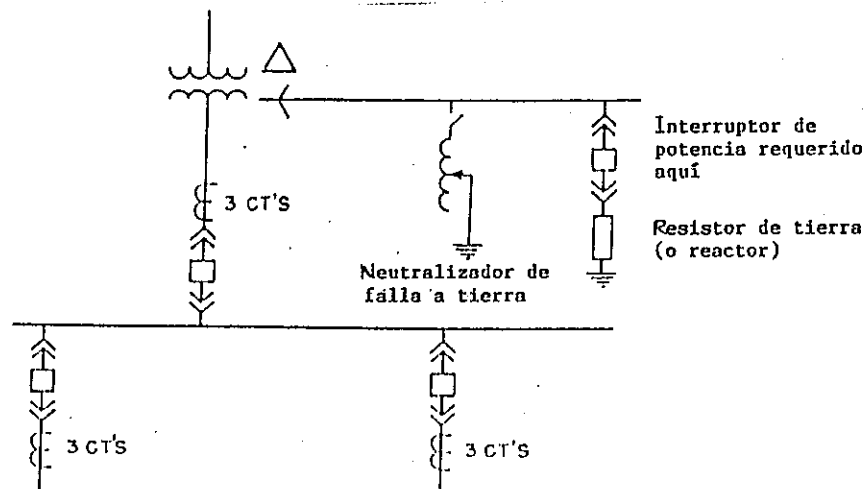 Interruptor de
potencia requerido
aquí
3 CT'S
Resistor de tierra
(o reactor)
Neutralizador de
falla a tierra
3 CT'S
3 CT'S